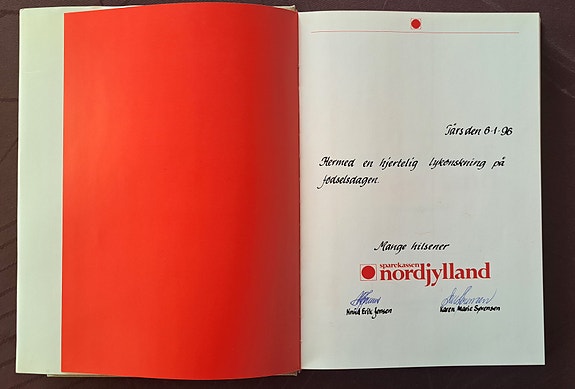 Tårs den 6-1-96
Hermed en hjertelig lykønskning på
fødselsdagen.
Mange hilsener
sparekassen
nordjylland
Knud Erik Jensen
Karen Marie Sørensen